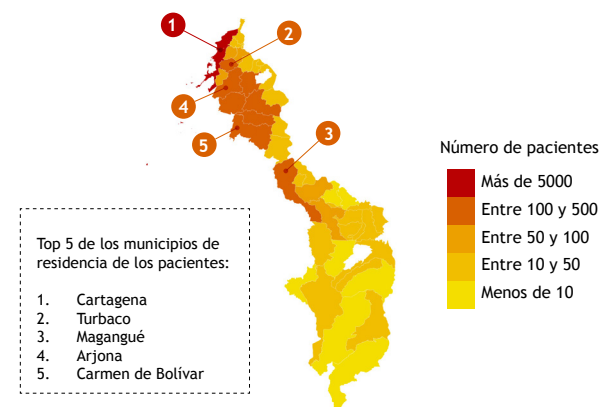 1
2
4
5
3
Número de pacientes
Más de 5000
Entre 100 y 500
Entre 50 y 100
Entre 10 y 50
Menos de 10
Top 5 de los municipios de
residencia de los pacientes:
1. Cartagena
2. Turbaco
3. Magangué
4. Arjona
5. Carmen de Bolívar